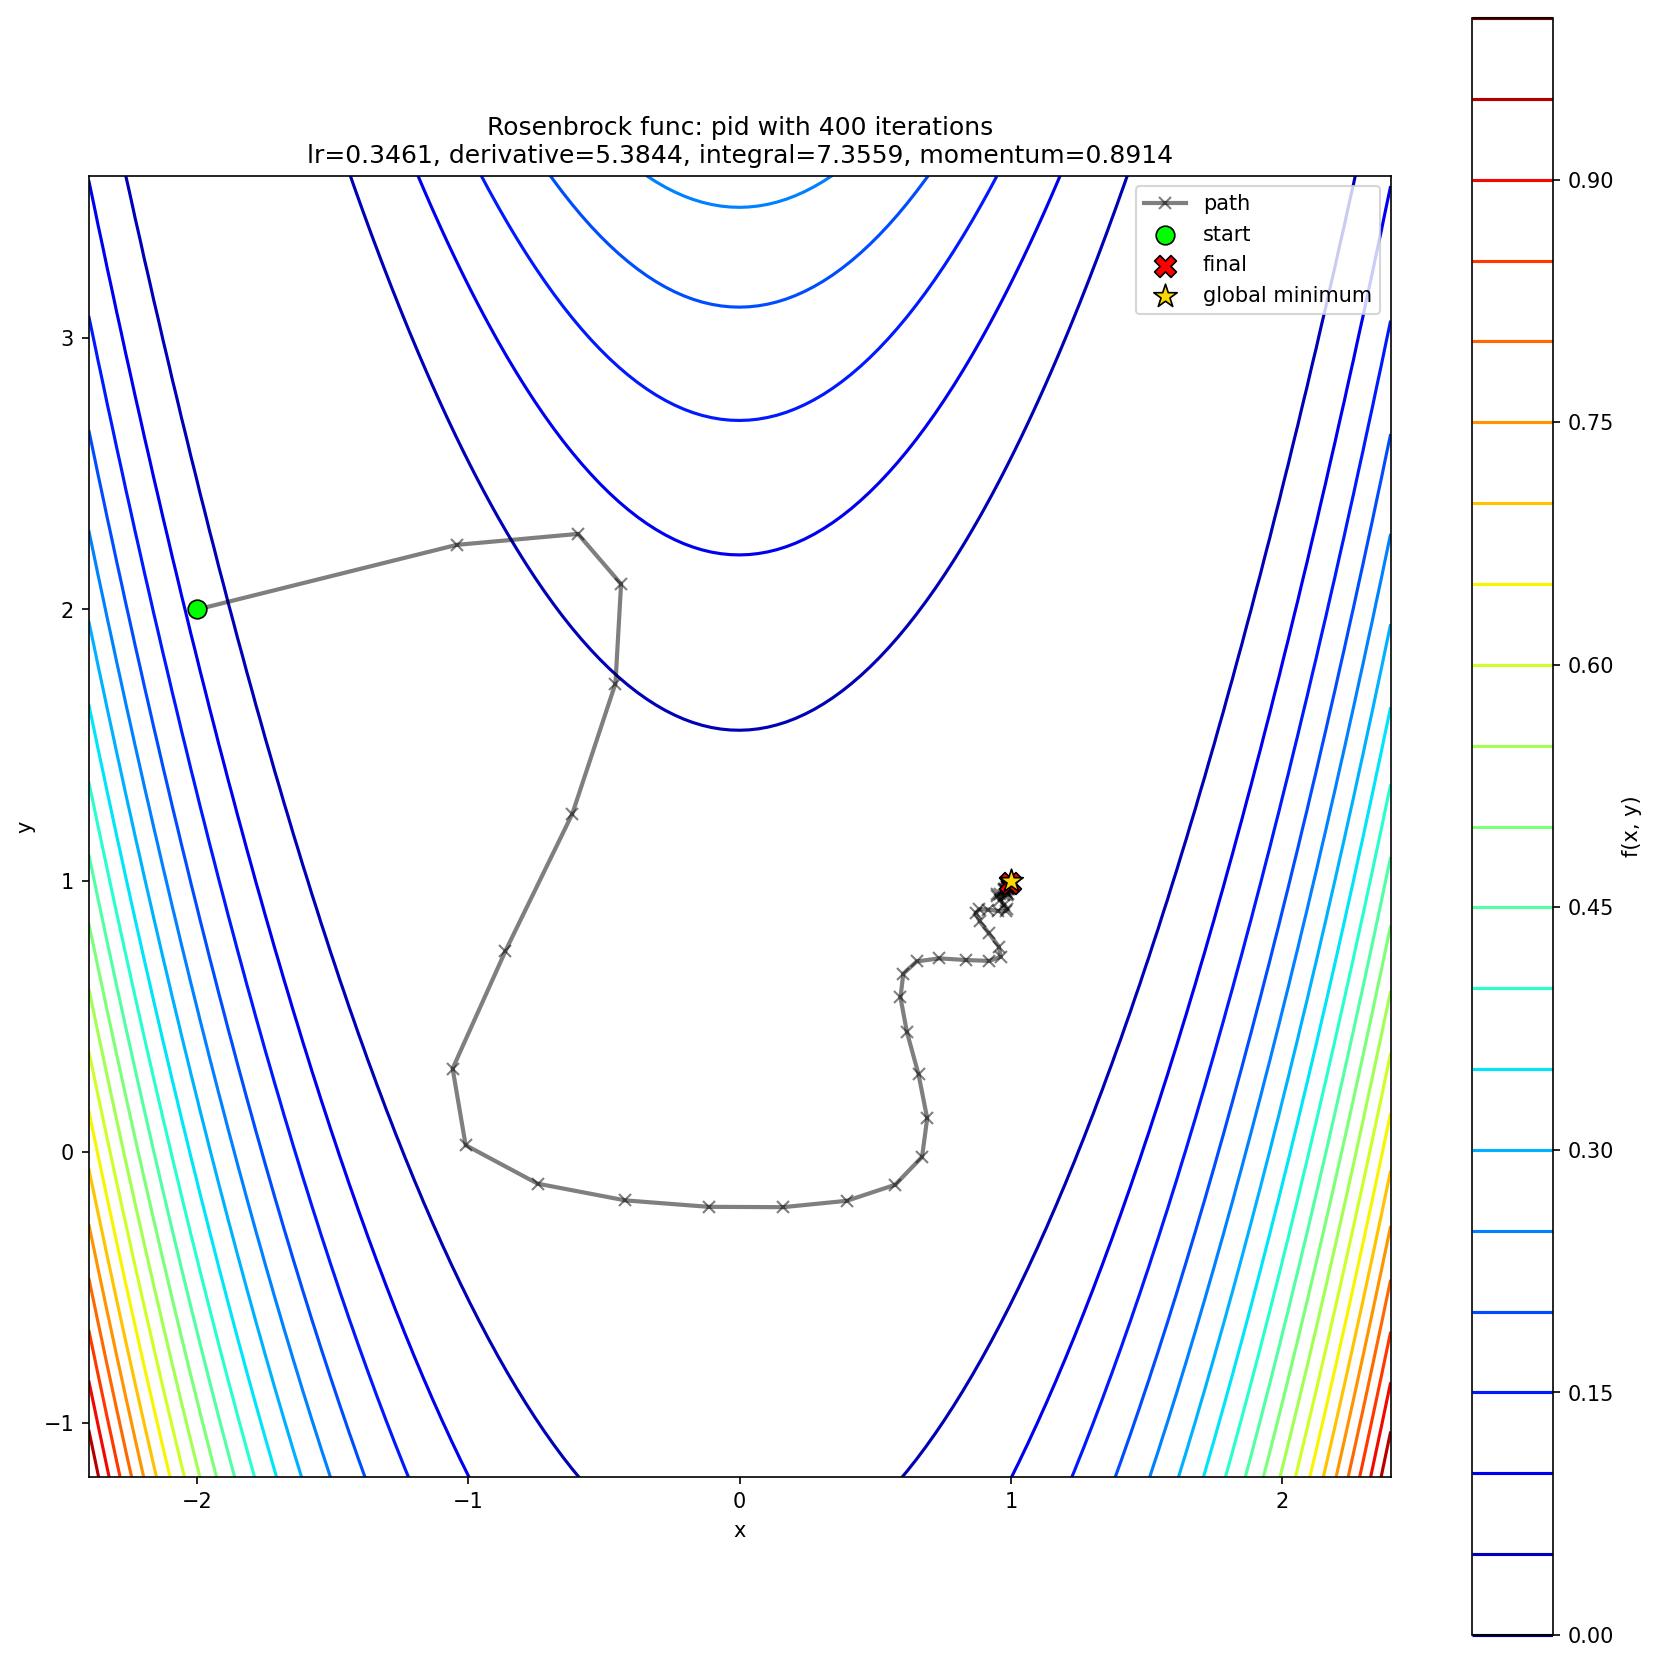 Rosenbrock func: pid with 400 iterations
lr=0.3461, derivative=5.3844, integral=7.3559, momentum=0.8914
path
start
final
global minimum
3
2
1
0
−1
y
−2
−1
0
1
2
x
0.90
0.75
0.60
0.45
0.30
0.15
0.00
f(x, y)